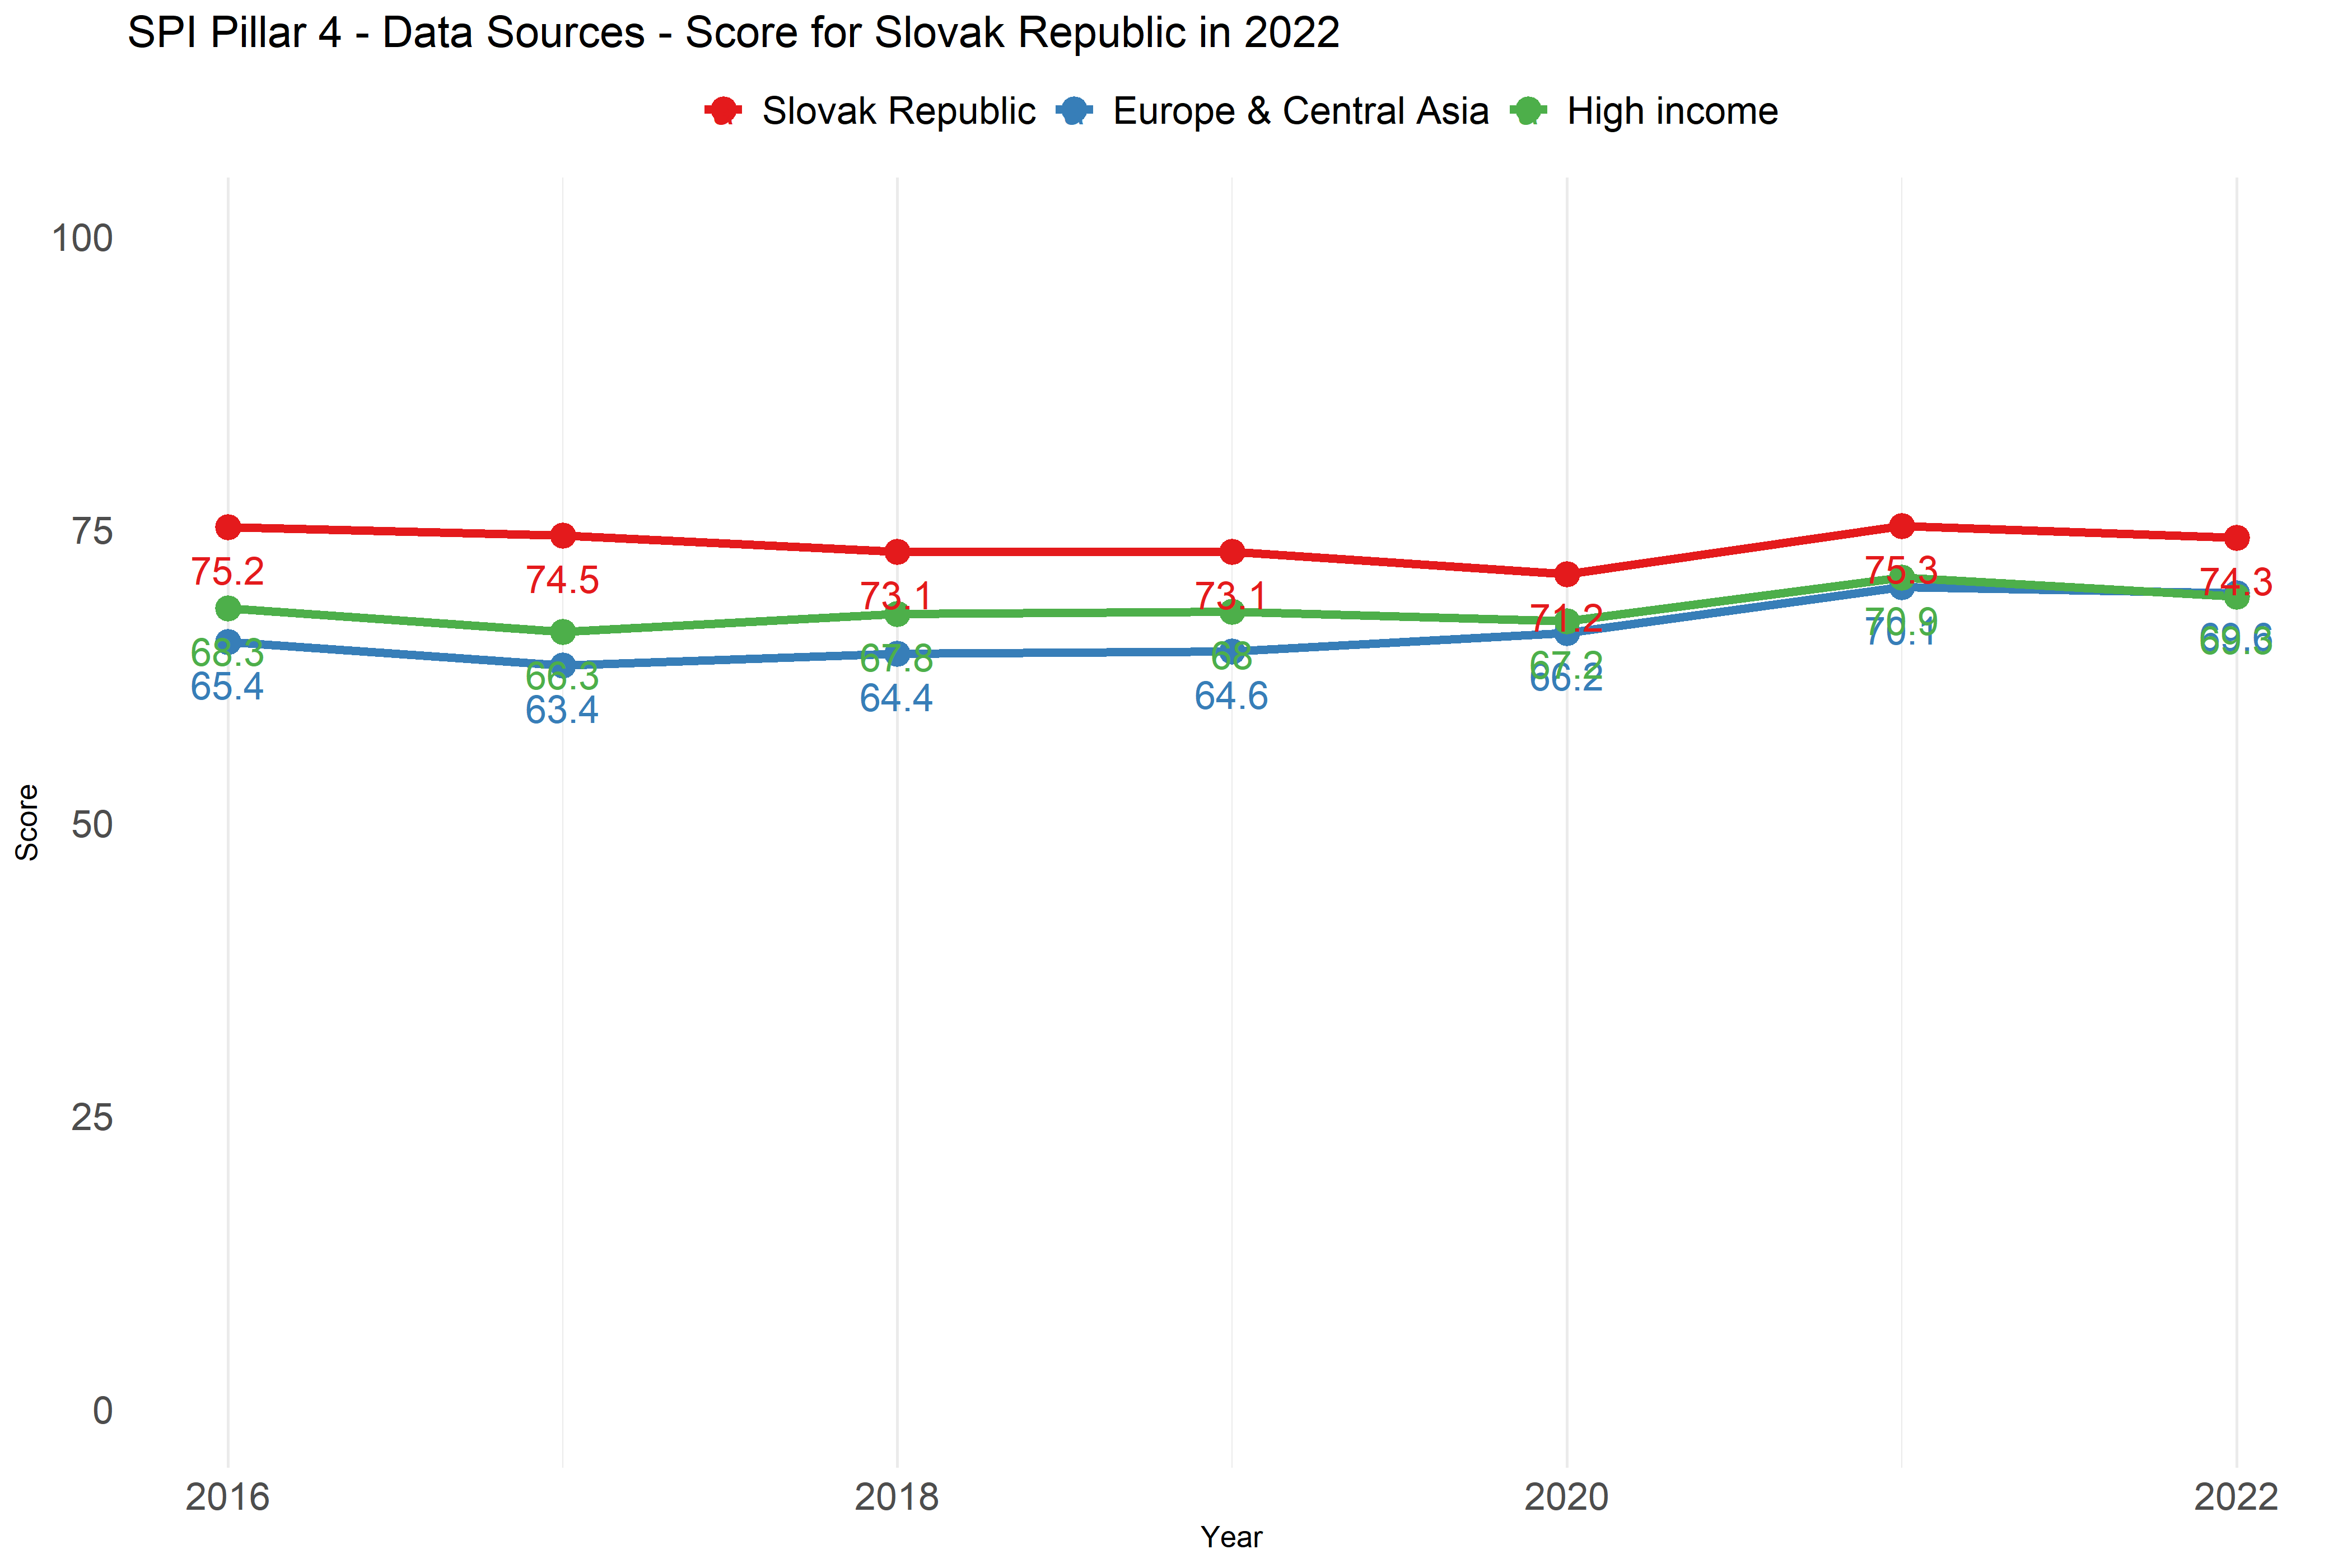 SPI Pillar 4 - Data Sources - Score for Slovak Republic in 2022
Slovak Republic Europe & Central Asia High income
100
75
50
25
0
Score
75.2 74.5 73.1 73.1 71.2 75.3 74.3
68.3 66.3 67.8 68 67.2 70.9
65.4 63.4 64.4 64.6 66.2 70.1 69.6
2016 2018 2020 2022
Year